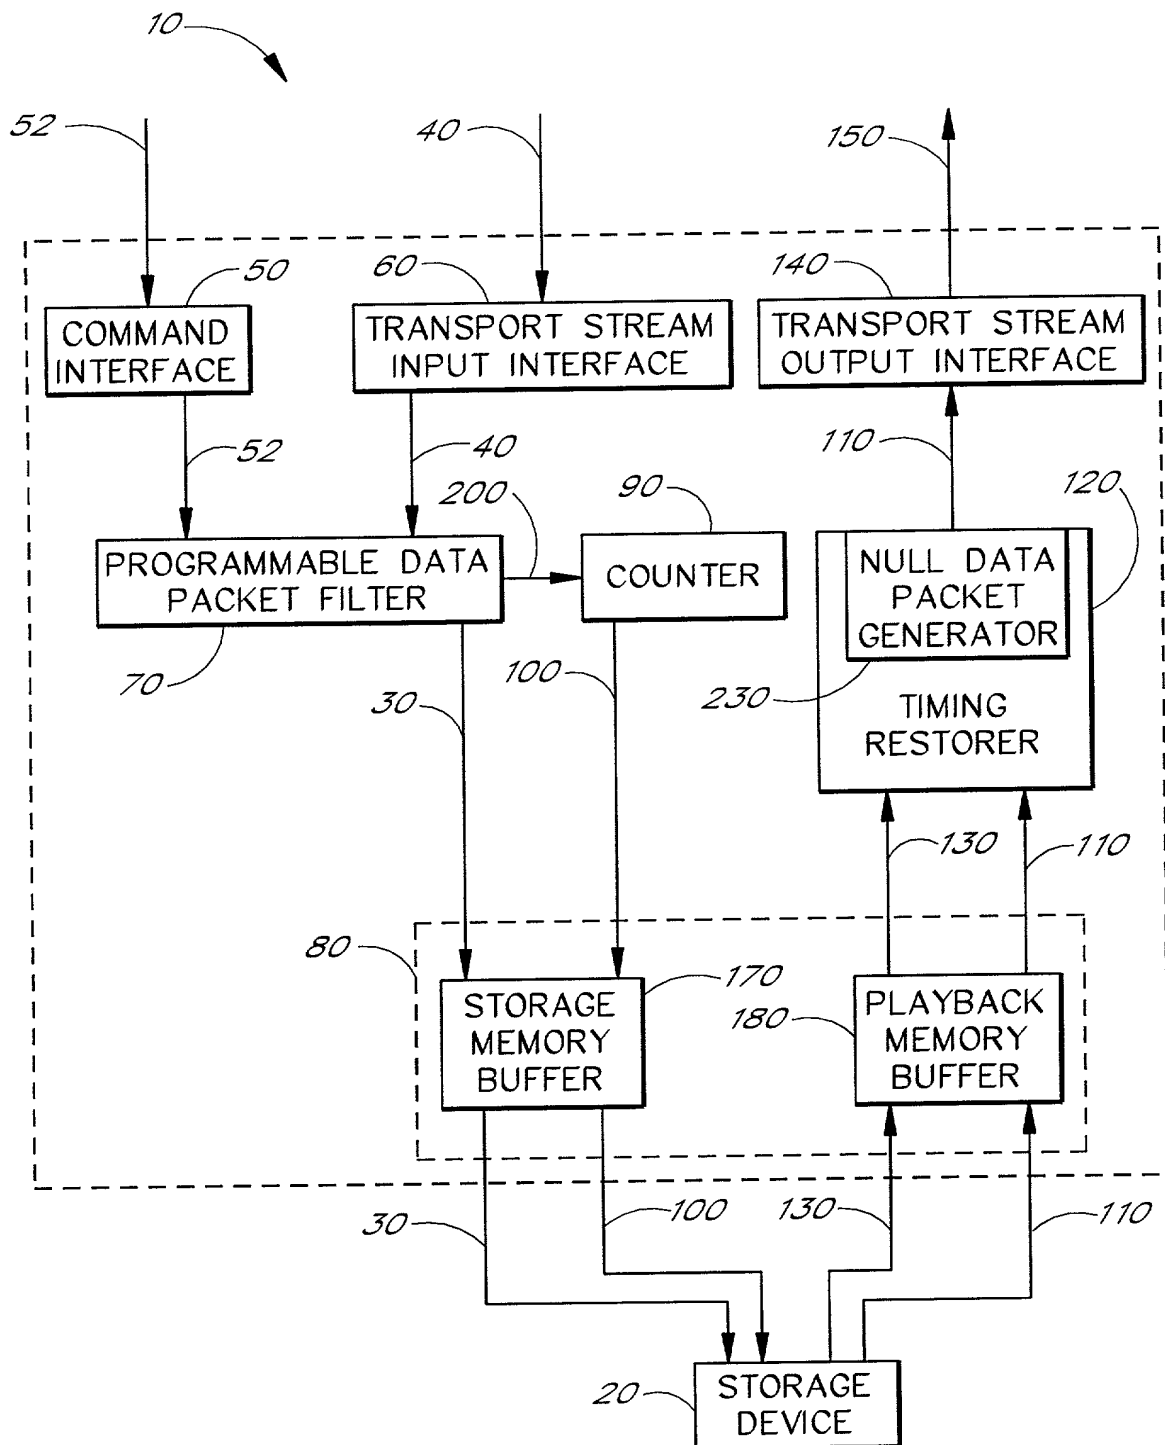 10
52
40
150
50
60
140
COMMAND
INTERFACE
TRANSPORT STREAM
INPUT INTERFACE
TRANSPORT STREAM
OUTPUT INTERFACE
52
40
200
90
110
120
PROGRAMMABLE DATA
PACKET FILTER
COUNTER
NULL DATA
PACKET
GENERATOR
70
30
100
230
TIMING
RESTORER
130
110
80
170
180
STORAGE
MEMORY
BUFFER
PLAYBACK
MEMORY
BUFFER
30
100
130
110
20
STORAGE
DEVICE